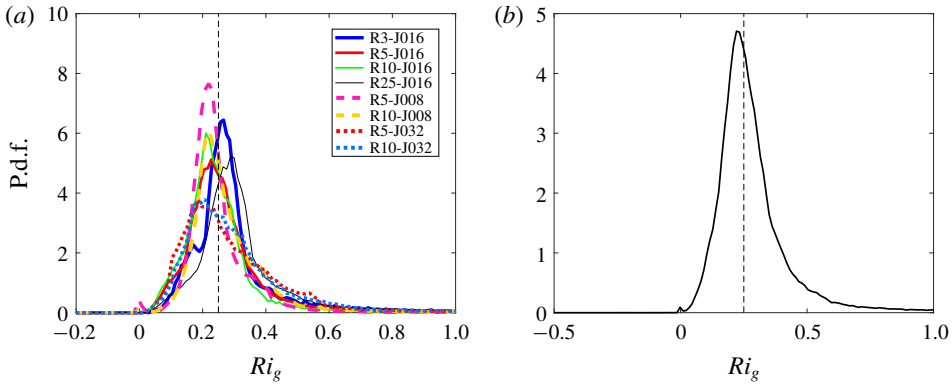 (a)
10
8
6
4
2
0
P.d.f.
−0.2
0
0.2
0.4
0.6
0.8
1.0
Ri_g
R3-J016
R5-J016
R10-J016
R25-J016
R5-J008
R10-J008
R5-J032
R10-J032
(b)
5
4
3
2
1
0
−0.5
0
0.5
1.0
Ri_g